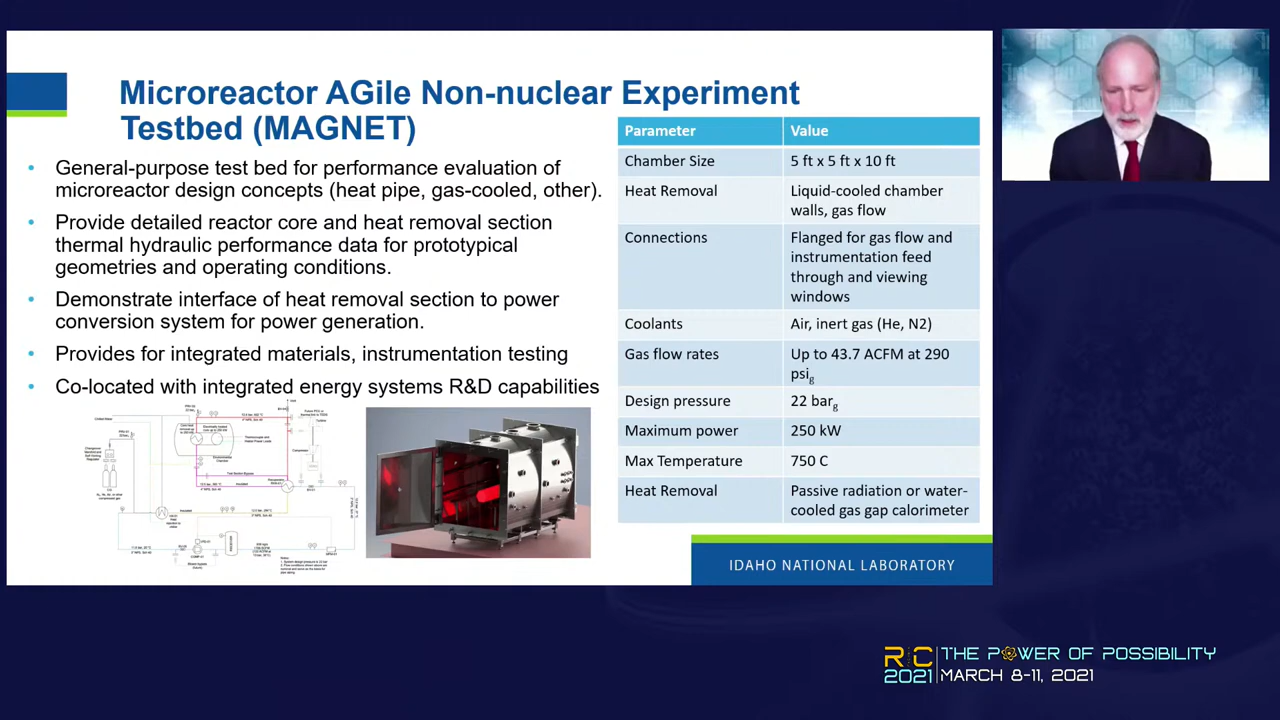 Microreactor AGile Non-nuclear Experiment
Testbed (MAGNET)
• General-purpose test bed for performance evaluation of
microreactor design concepts (heat pipe, gas-cooled, other).
• Provide detailed reactor core and heat removal section
thermal hydraulic performance data for prototypical
geometries and operating conditions.
• Demonstrate interface of heat removal section to power
conversion system for power generation.
• Provides for integrated materials, instrumentation testing
• Co-located with integrated energy systems R&D capabilities
Parameter Value
Chamber Size 5 ft x 5 ft x 10 ft
Heat Removal Liquid-cooled chamber
walls, gas flow
Connections Flanged for gas flow and
instrumentation feed
through and viewing
windows
Coolants Air, inert gas (He, N2)
Gas flow rates Up to 43.7 ACFM at 290
psig
Design pressure 22 barg
Maximum power 250 kW
Max Temperature 750 C
Heat Removal Passive radiation or water-
cooled gas gap calorimeter
IDAHO NATIONAL LABORATORY
RIC
2021
THE POWER OF POSSIBILITY
MARCH 8-11, 2021